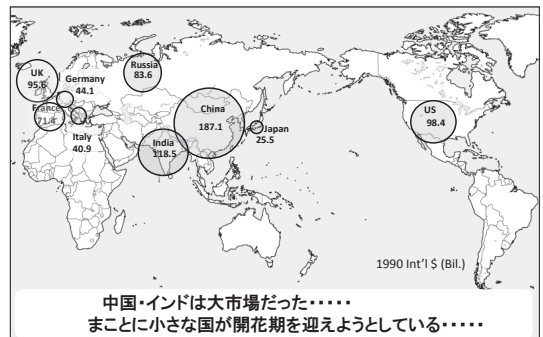 UK
95.6
Germany
44.1
Russia
83.6
France
71.4
Italy
40.9
India
118.5
China
187.1
Japan
25.5
US
98.4
1990 Int'l $ (Bil.)
中国・インドは大市場だった・・・・・
まことに小さな国が開花期を迎えようとしている・・・・・